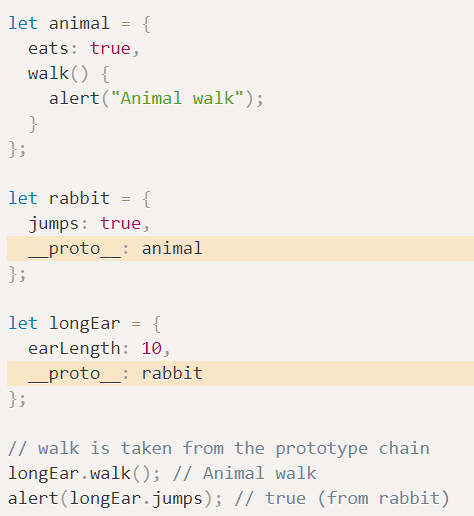 let animal = {
  eats: true,
  walk() {
    alert("Animal walk");
  }
};

let rabbit = {
  jumps: true,
  __proto__: animal
};

let longEar = {
  earLength: 10,
  __proto__: rabbit
};

// walk is taken from the prototype chain
longEar.walk(); // Animal walk
alert(longEar.jumps); // true (from rabbit)